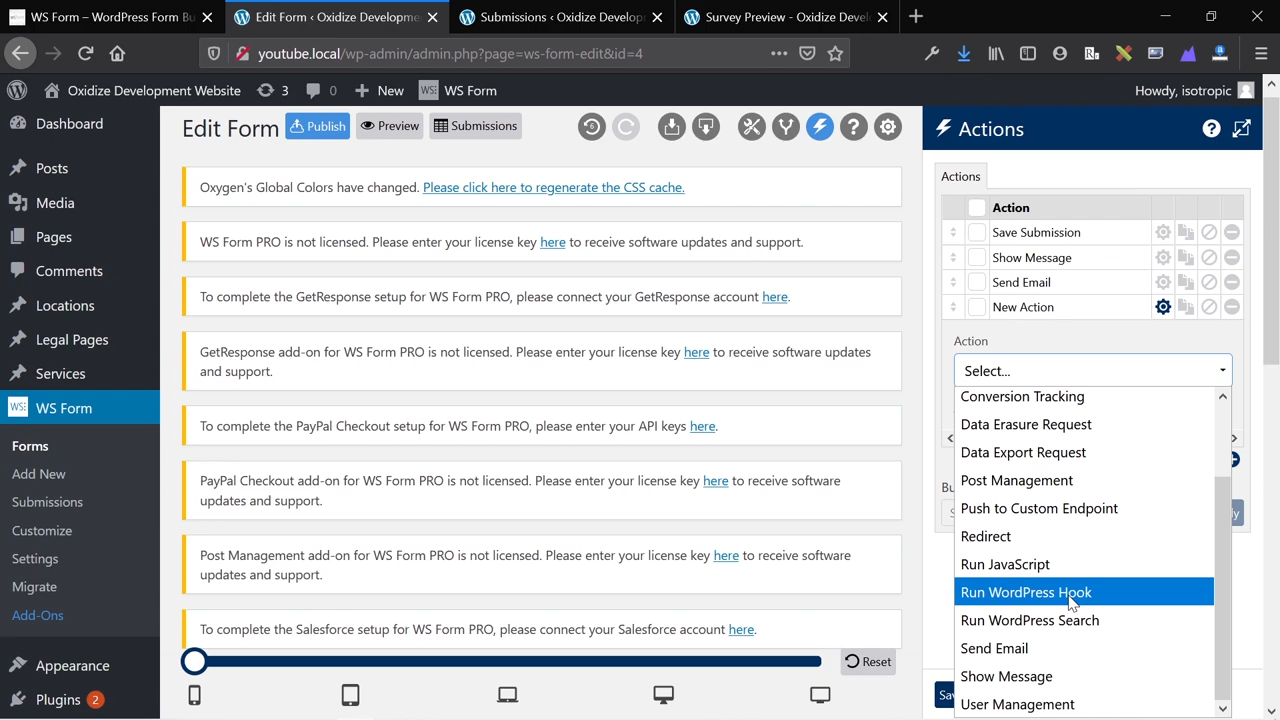 WS Form – WordPress Form Bu
Edit Form ‹ Oxidize Developme
Submissions ‹ Oxidize Develop
Survey Preview - Oxidize Devel
youtube.local/wp-admin/admin.php?page=ws-form-edit&id=4
Oxidize Development Website
3
0
New
WS Form
Howdy, isotropic
Dashboard
Posts
Media
Pages
Comments
Locations
Legal Pages
Services
WS Form
Forms
Add New
Submissions
Customize
Settings
Migrate
Add-Ons
Appearance
Plugins 2
Edit Form
Publish
Preview
Submissions
6
Oxygen's Global Colors have changed. Please click here to regenerate the CSS cache.
WS Form PRO is not licensed. Please enter your license key here to receive software updates and support.
To complete the GetResponse setup for WS Form PRO, please connect your GetResponse account here.
GetResponse add-on for WS Form PRO is not licensed. Please enter your license key here to receive software updates
and support.
To complete the PayPal Checkout setup for WS Form PRO, please enter your API keys here.
PayPal Checkout add-on for WS Form PRO is not licensed. Please enter your license key here to receive software
updates and support.
Post Management add-on for WS Form PRO is not licensed. Please enter your license key here to receive software
updates and support.
To complete the Salesforce setup for WS Form PRO, please connect your Salesforce account here.
Reset
Actions
Actions
Action
Save Submission
Show Message
Send Email
New Action
Action
Select...
Conversion Tracking
Data Erasure Request
Data Export Request
Post Management
Push to Custom Endpoint
Redirect
Run JavaScript
Run WordPress Hook
Run WordPress Search
Send Email
Show Message
User Management
Bu
S
ly
Sav